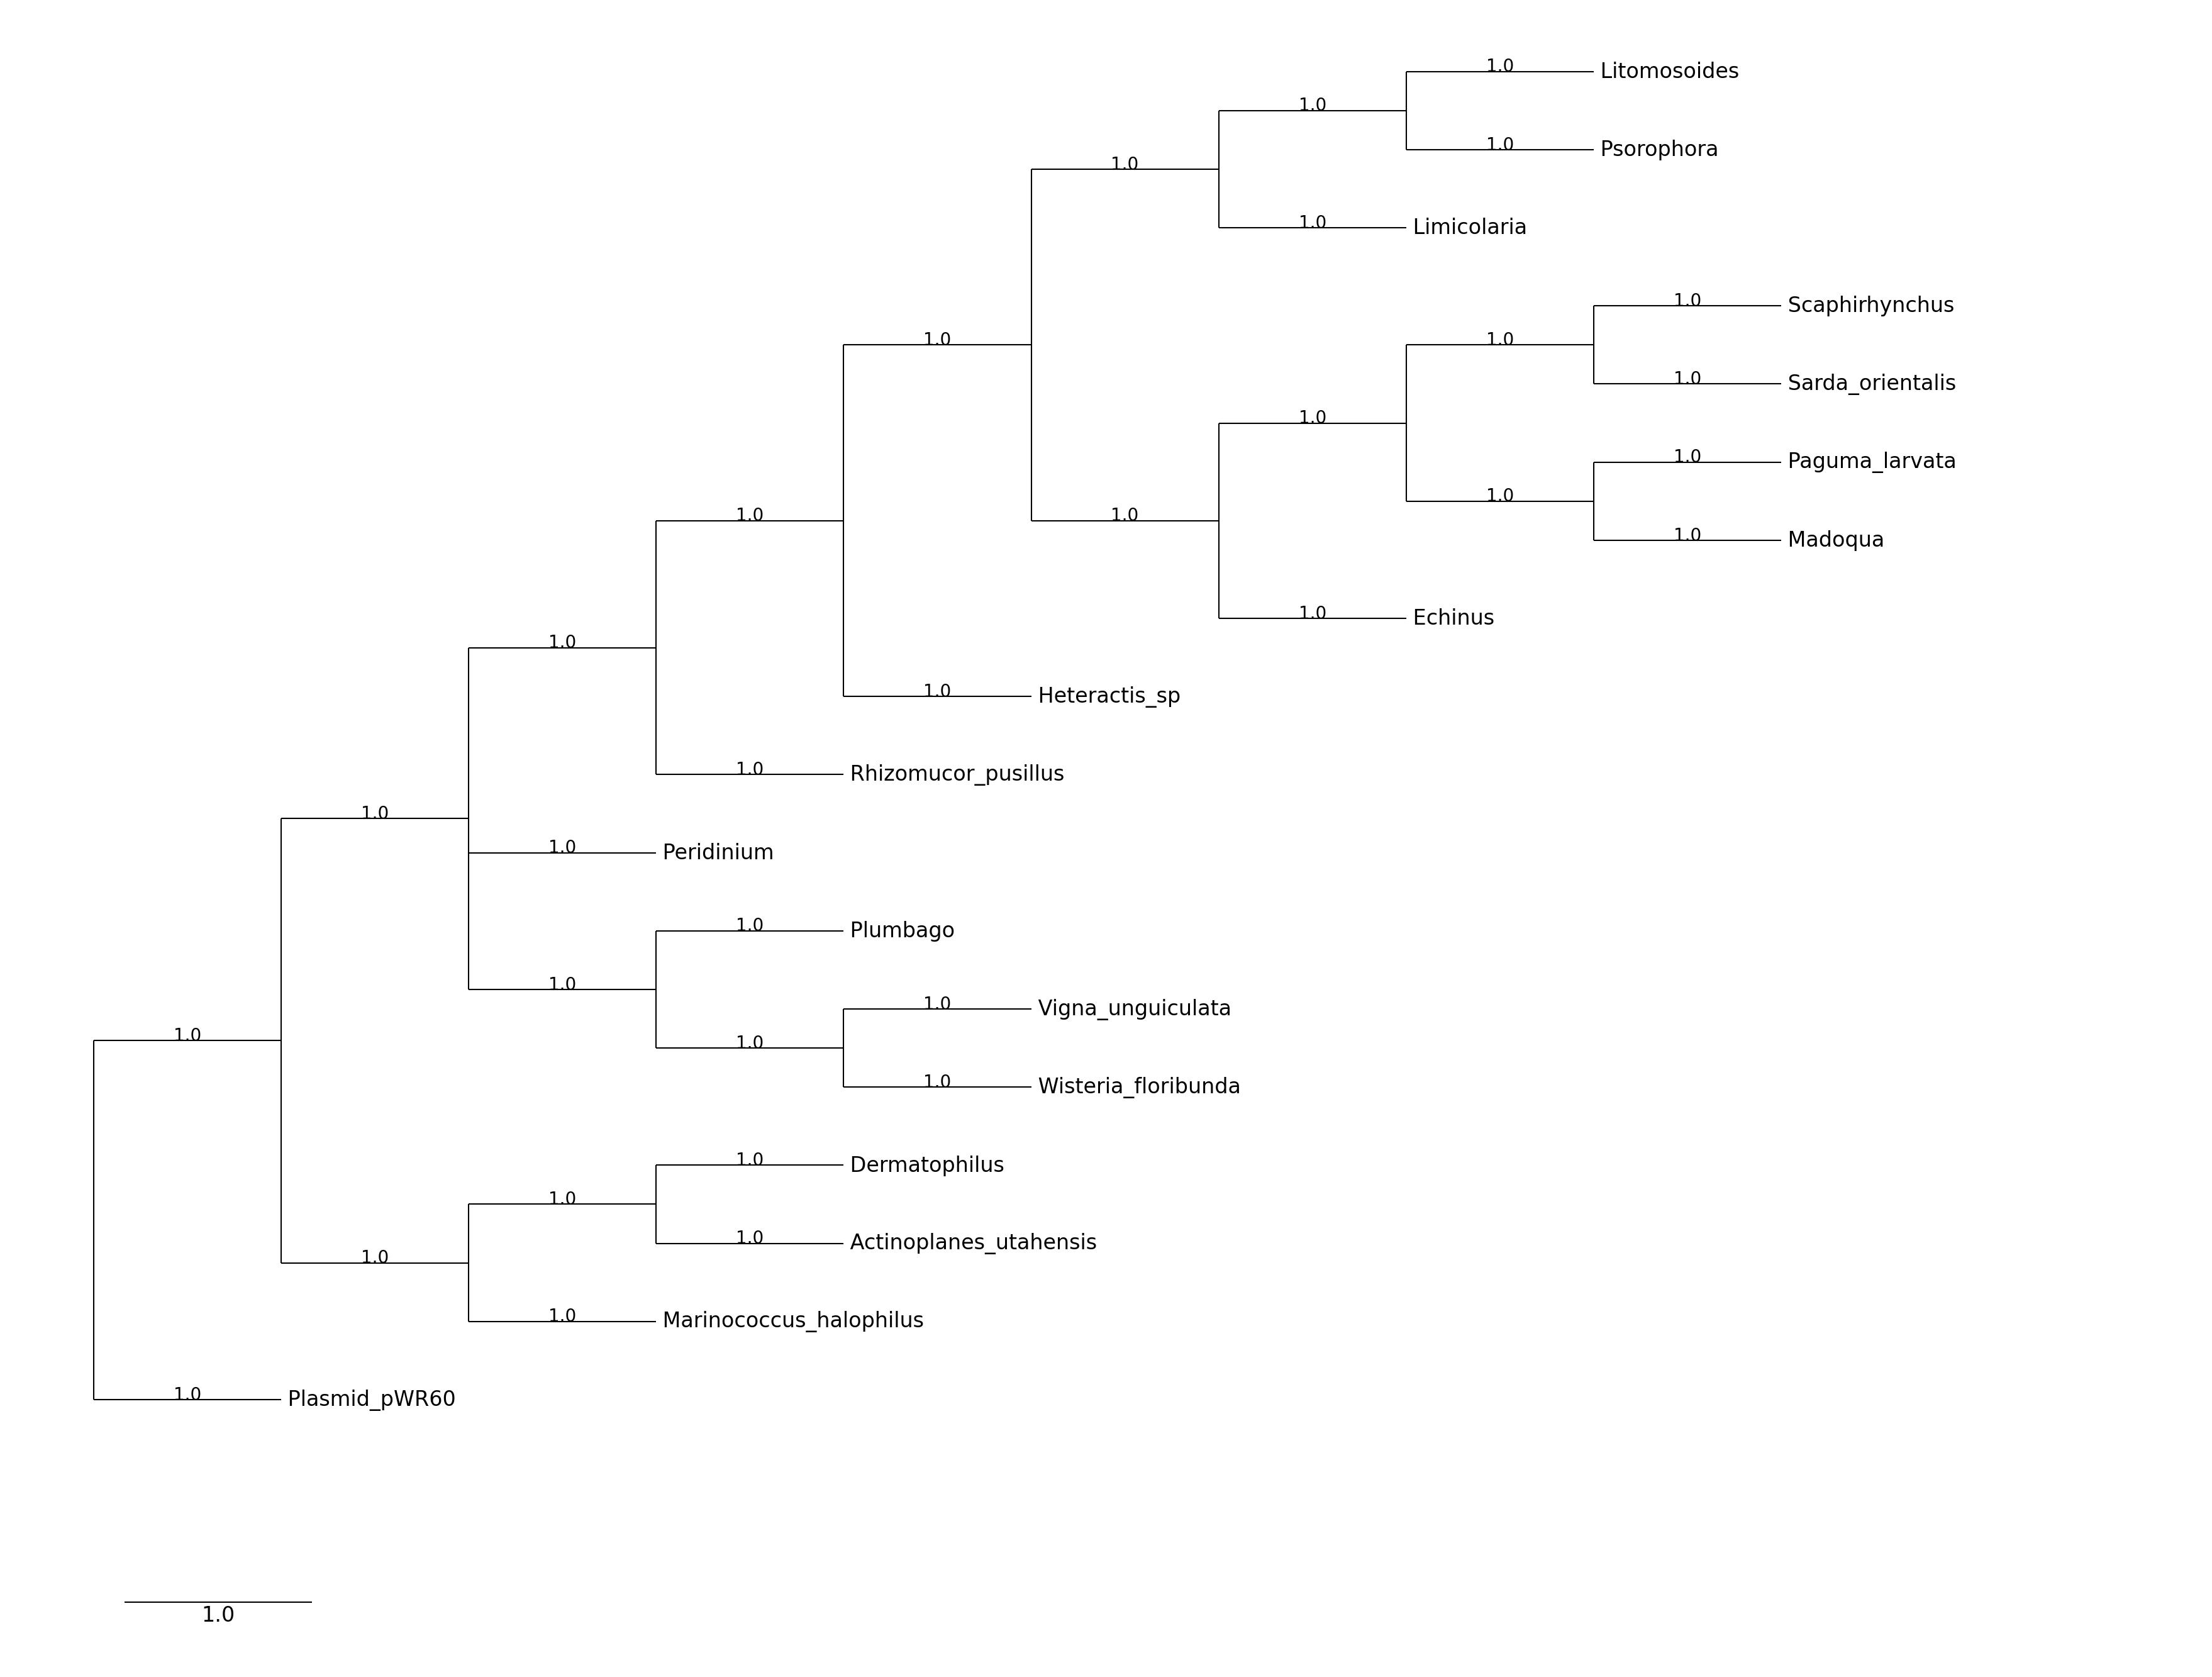 1.0 Litomosoides
1.0
1.0 Psorophora
1.0
1.0 Limicolaria
1.0 Scaphirhynchus
1.0 1.0
1.0 Sarda_orientalis
1.0
1.0 Paguma_larvata
1.0
1.0 1.0
1.0 Madoqua
1.0 Echinus
1.0
1.0 Heteractis_sp
1.0 Rhizomucor_pusillus
1.0
1.0 Peridinium
1.0 Plumbago
1.0
1.0 Vigna_unguiculata
1.0 1.0
1.0 Wisteria_floribunda
1.0 Dermatophilus
1.0
1.0 Actinoplanes_utahensis
1.0
1.0 Marinococcus_halophilus
1.0 Plasmid_pWR60
1.0